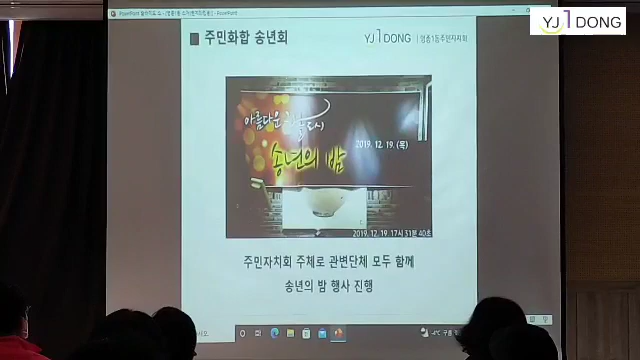 YJ1DONG
주민화합 송년회
YJ1DONG | 영종1동주민자치회
아름다운
송년의 밤
2019. 12. 19. (목)
2019. 12. 19. 17시 31분 40초
주민자치회 주체로 관변단체 모두 함께
송년의 밤 행사 진행
-4℃